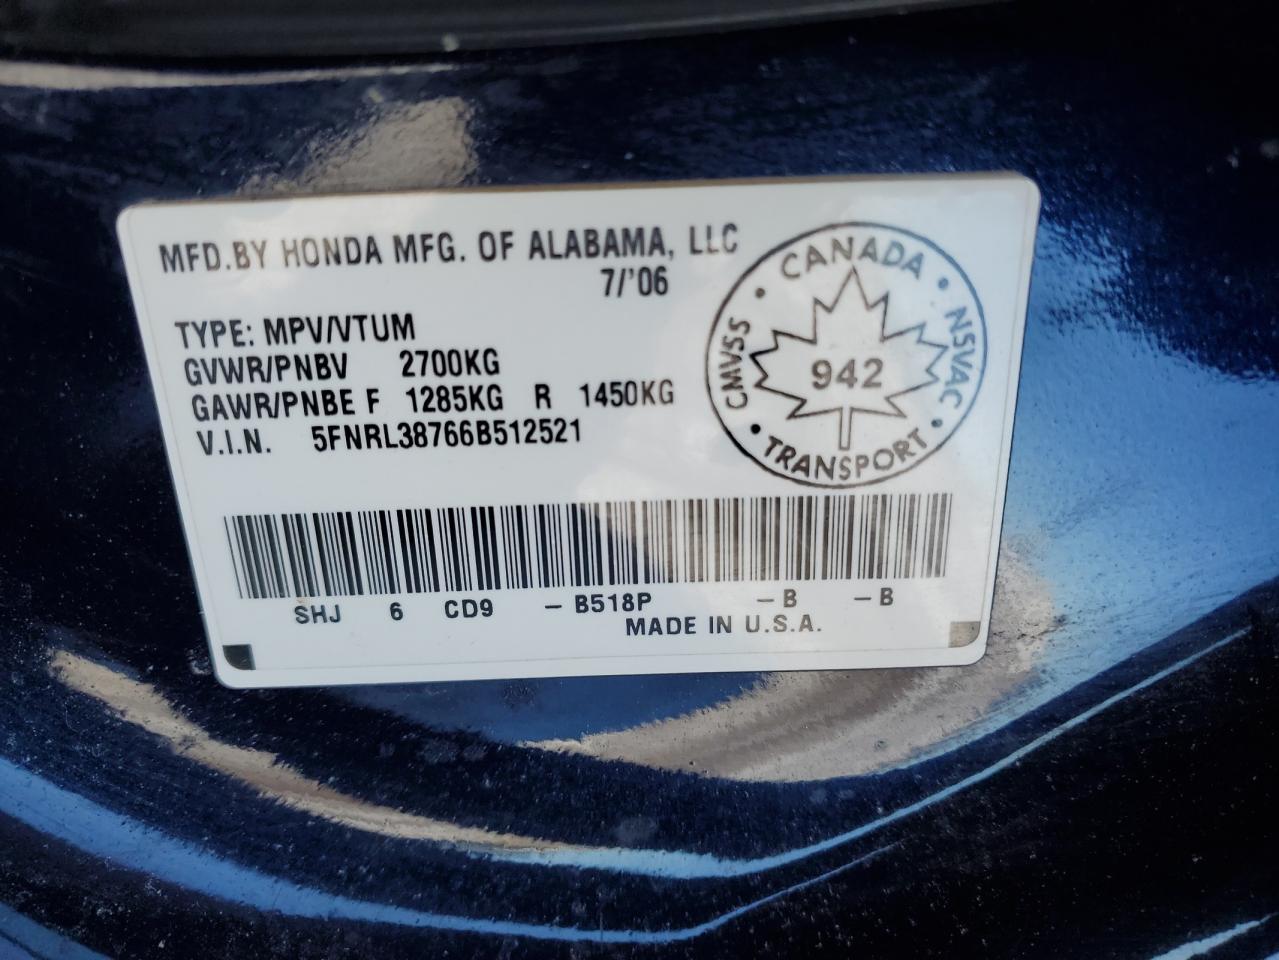 MFD.BY HONDA MFG. OF ALABAMA, LLC
7/'06
TYPE: MPV/VTUM
GVWR/PNBV 2700KG
GAWR/PNBE F 1285KG R 1450KG
V.I.N. 5FNRL38766B512521
CANADA
CMVSS
942
NSVAC
TRANSPORT
SHJ 6 CD9 - B518P - B - B
MADE IN U.S.A.